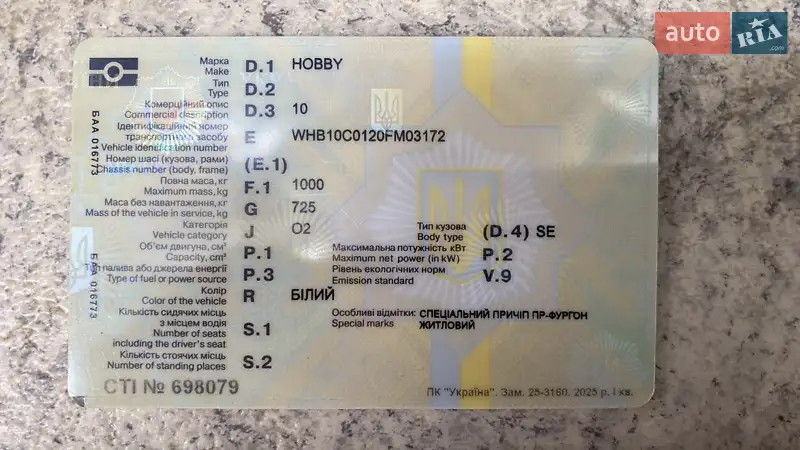 auto RIA .com
БАА 016773
БАА 016773
Марка
Make D.1 HOBBY
Тип
Type D.2
Комерційний опис
Commercial description D.3 10
Ідентифікаційний номер
транспортного засобу E WHB10C0120FM03172
Vehicle identification number
Номер шасі (кузова, рами) (E.1)
Chassis number (body, frame)
Повна маса, кг F.1 1000
Maximum mass, kg
Маса без навантаження, кг G 725
Mass of the vehicle in service, kg
Категорія J O2
Vehicle category
Тип кузова (D.4) SE
Body type
Об'єм двигуна, см³ P.1
Capacity, cm³
Максимальна потужність кВт P.2
Maximum net power (in kW)
Тип палива або джерела енергії P.3
Type of fuel or power source
Рівень екологічних норм V.9
Emission standard
Колір R БІЛИЙ
Color of the vehicle
Особливі відмітки: СПЕЦІАЛЬНИЙ ПРИЧІП ПР-ФУРГОН
Special marks ЖИТЛОВИЙ
Кількість сидячих місць
з місцем водія S.1
Number of seats
including the driver's seat
Кількість стоячих місць S.2
Number of standing places
СТІ № 698079
ПК "Україна". Зам. 25-3160. 2025 р. І кв.